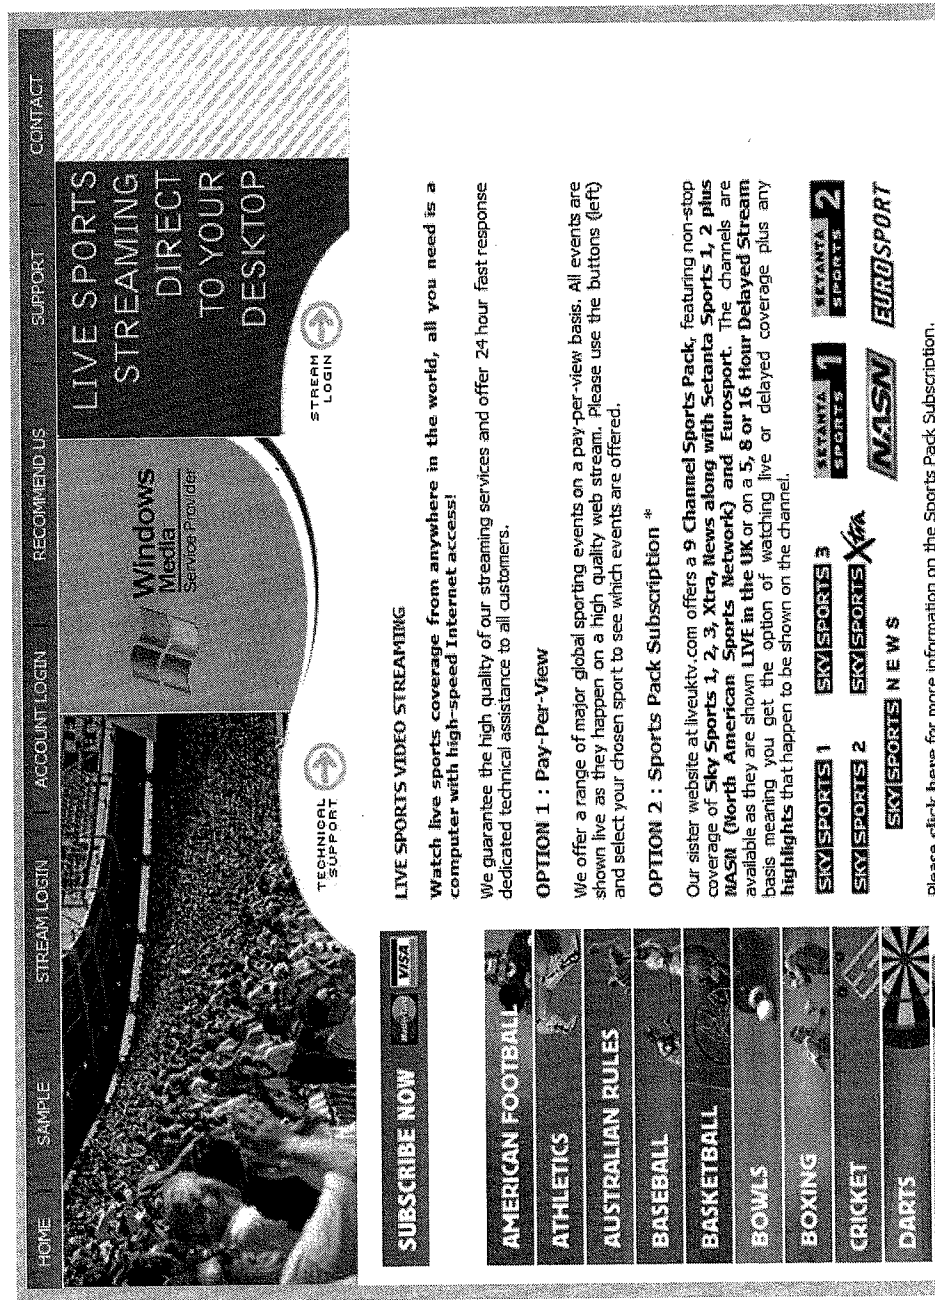 HOME | SAMPLE | STREAM LOGIN | ACCOUNT LOGIN | RECOMMEND US | SUPPORT | CONTACT
TECHNICAL
SUPPORT
Windows
Media
Service Provider
STREAM
LOGIN
LIVE SPORTS
STREAMING
DIRECT
TO YOUR
DESKTOP
SUBSCRIBE NOW
VISA
AMERICAN FOOTBALL
ATHLETICS
AUSTRALIAN RULES
BASEBALL
BASKETBALL
BOWLS
BOXING
CRICKET
DARTS
LIVE SPORTS VIDEO STREAMING
Watch live sports coverage from anywhere in the world, all you need is a
computer with high-speed Internet access!
We guarantee the high quality of our streaming services and offer 24 hour fast response
dedicated technical assistance to all customers.
OPTION 1 : Pay-Per-View
We offer a range of major global sporting events on a pay-per-view basis. All events are
shown live as they happen on a high quality web stream. Please use the buttons (left)
and select your chosen sport to see which events are offered.
OPTION 2 : Sports Pack Subscription *
Our sister website at liveuktv.com offers a 9 Channel Sports Pack, featuring non-stop
coverage of Sky Sports 1, 2, 3, Xtra, News along with Setanta Sports 1, 2 plus
NASN (North American Sports Network) and Eurosport. The channels are
available as they are shown LIVE in the UK or on a 5, 8 or 16 Hour Delayed Stream
basis meaning you get the option of watching live or delayed coverage plus any
highlights that happen to be shown on the channel.
SKY SPORTS 1
SKY SPORTS 3
SETANTA SPORTS 1
SETANTA SPORTS 2
SKY SPORTS 2
SKY SPORTS Xtra
NASN
EUROSPORT
SKY SPORTS NEWS
Please click here for more information on the Sports Pack Subscription.